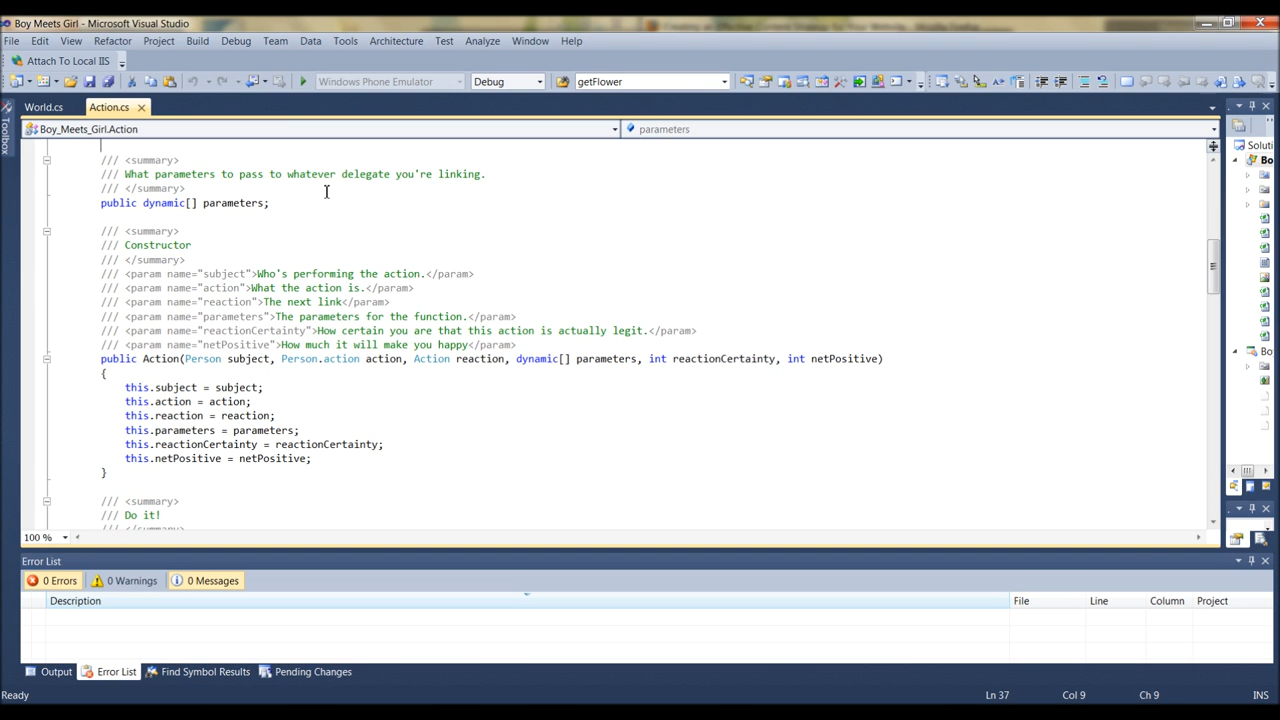 Boy Meets Girl - Microsoft Visual Studio
File Edit View Refactor Project Build Debug Team Data Tools Architecture Test Analyze Window Help
Attach To Local IIS
Windows Phone Emulator Debug getFlower
World.cs Action.cs
Toolbox
Boy_Meets_Girl.Action parameters
Soluti
Bo
/// <summary>
/// What parameters to pass to whatever delegate you're linking.
/// </summary>
public dynamic[] parameters;
/// <summary>
/// Constructor
/// </summary>
/// <param name="subject">Who's performing the action.</param>
/// <param name="action">What the action is.</param>
/// <param name="reaction">The next link</param>
/// <param name="parameters">The parameters for the function.</param>
/// <param name="reactionCertainty">How certain you are that this action is actually legit.</param>
/// <param name="netPositive">How much it will make you happy</param>
Bo
public Action(Person subject, Person.action action, Action reaction, dynamic[] parameters, int reactionCertainty, int netPositive)
{
this.subject = subject;
this.action = action;
this.reaction = reaction;
this.parameters = parameters;
this.reactionCertainty = reactionCertainty;
this.netPositive = netPositive;
}
/// <summary>
/// Do it!
/// </summary>
100 %
Error List
0 Errors 0 Warnings 0 Messages
Description File Line Column Project
Output Error List Find Symbol Results Pending Changes
Ready Ln 37 Col 9 Ch 9 INS